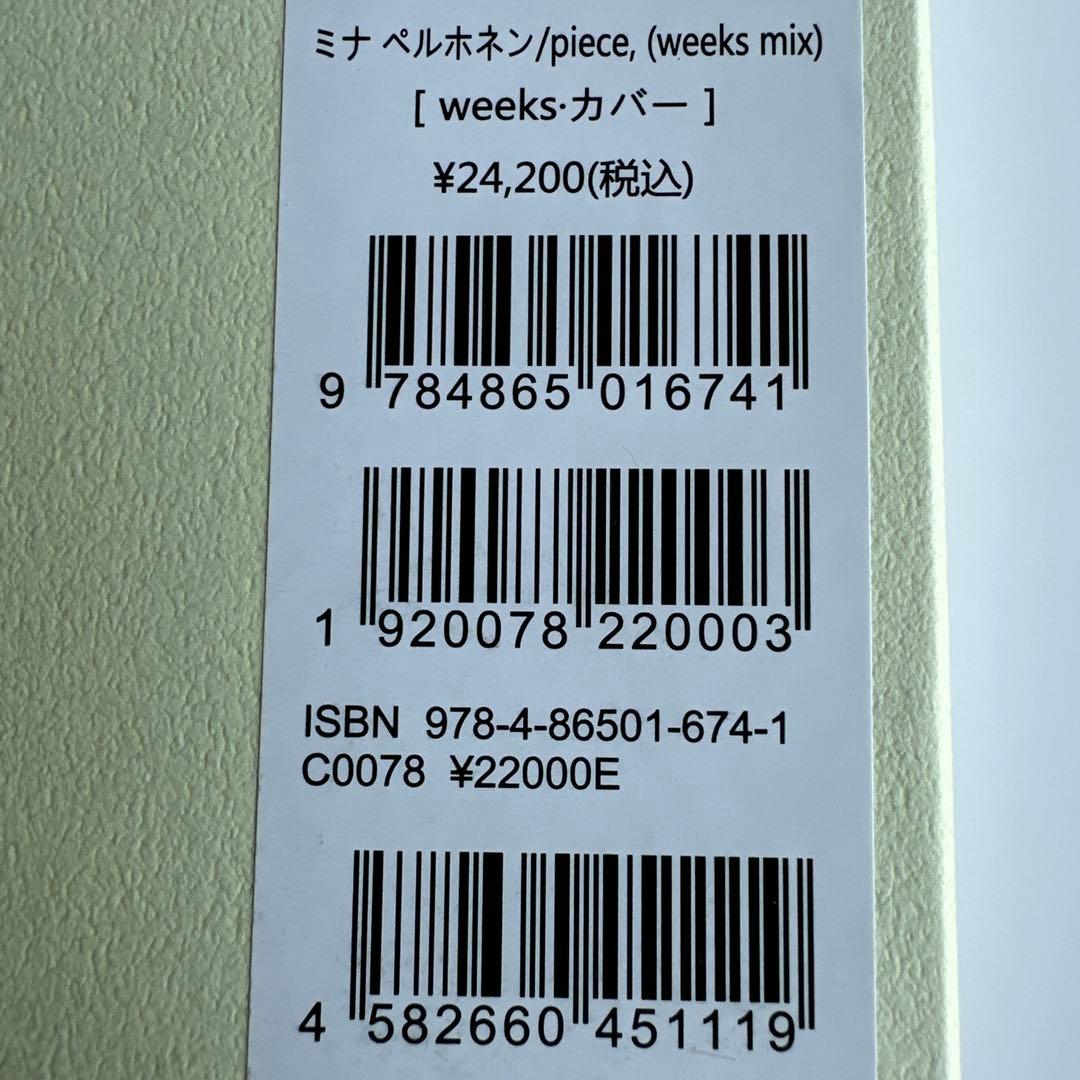 ミナ ペルホネン/piece, (weeks mix)
[ weeks･カバー ]
¥24,200(税込)
9 784865 016741
1 920078 220003
ISBN 978-4-86501-674-1
C0078 ¥22000E
4 582660 451119